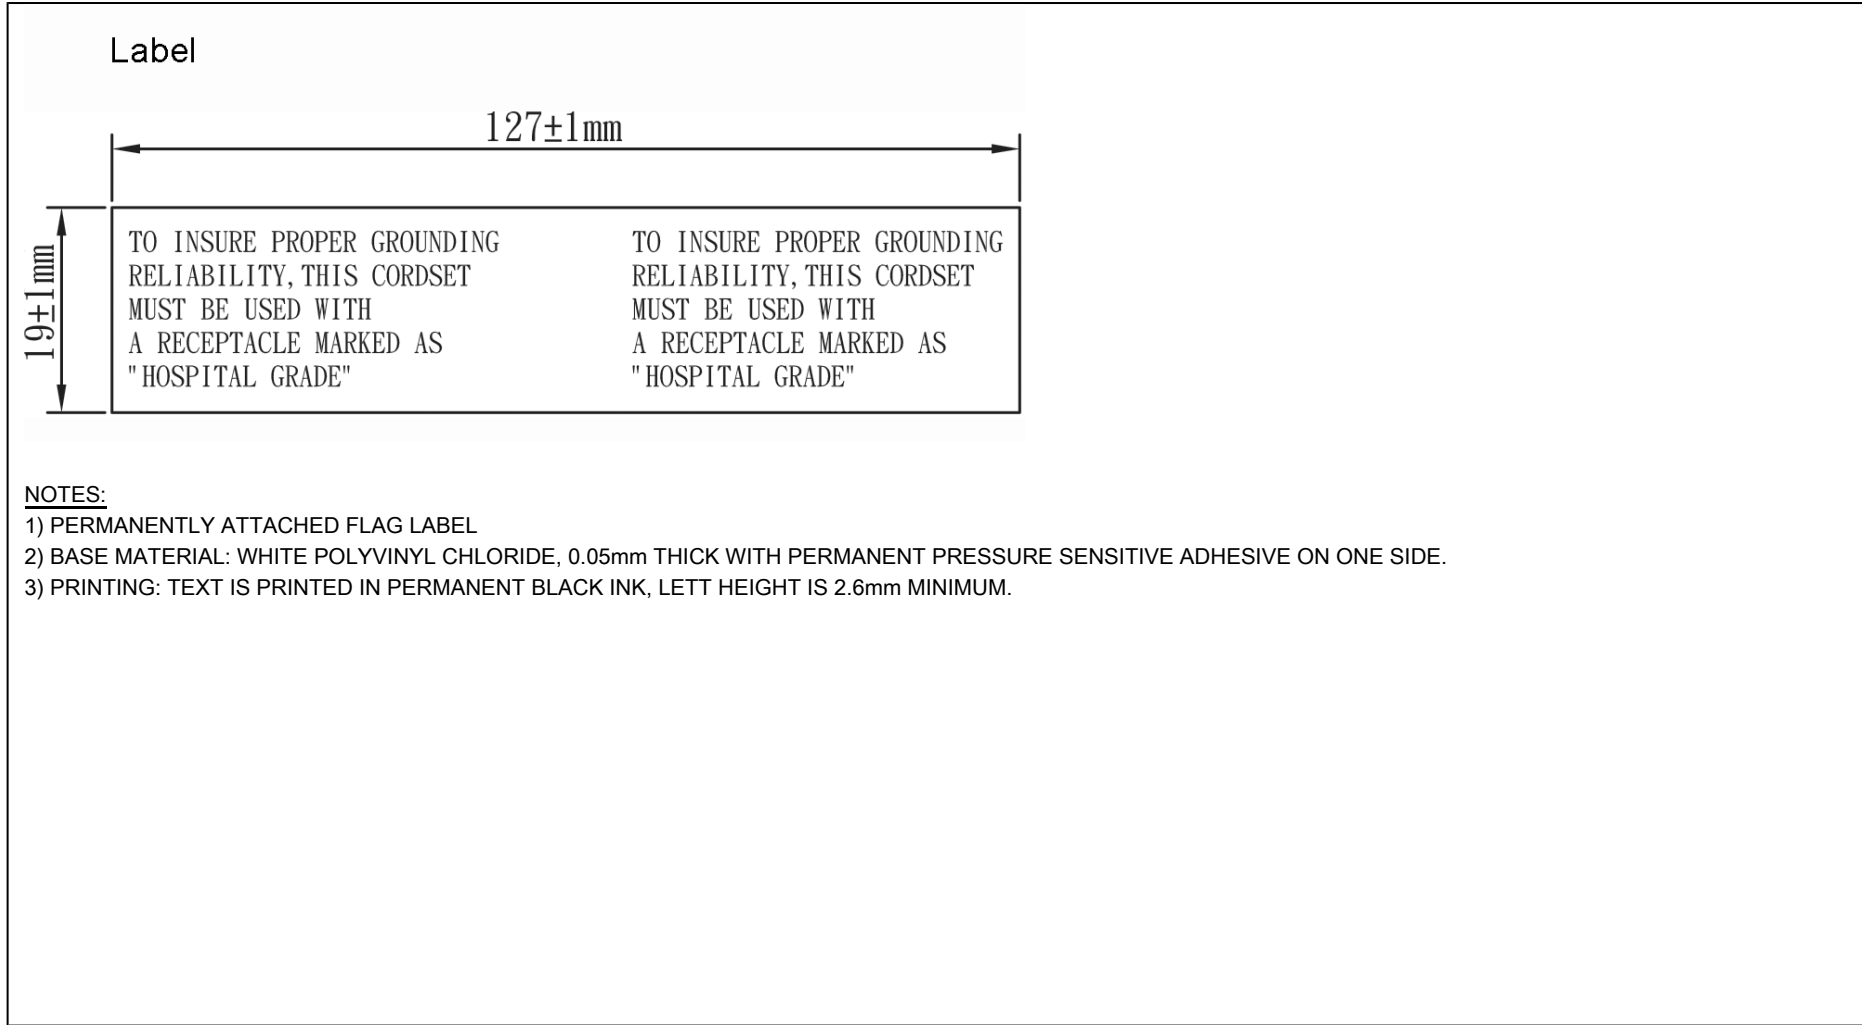 Label
127±1mm
19±1mm
TO INSURE PROPER GROUNDING
RELIABILITY, THIS CORDSET
MUST BE USED WITH
A RECEPTACLE MARKED AS
"HOSPITAL GRADE"
TO INSURE PROPER GROUNDING
RELIABILITY, THIS CORDSET
MUST BE USED WITH
A RECEPTACLE MARKED AS
"HOSPITAL GRADE"
NOTES:
1) PERMANENTLY ATTACHED FLAG LABEL
2) BASE MATERIAL: WHITE POLYVINYL CHLORIDE, 0.05mm THICK WITH PERMANENT PRESSURE SENSITIVE ADHESIVE ON ONE SIDE.
3) PRINTING: TEXT IS PRINTED IN PERMANENT BLACK INK, LETT HEIGHT IS 2.6mm MINIMUM.